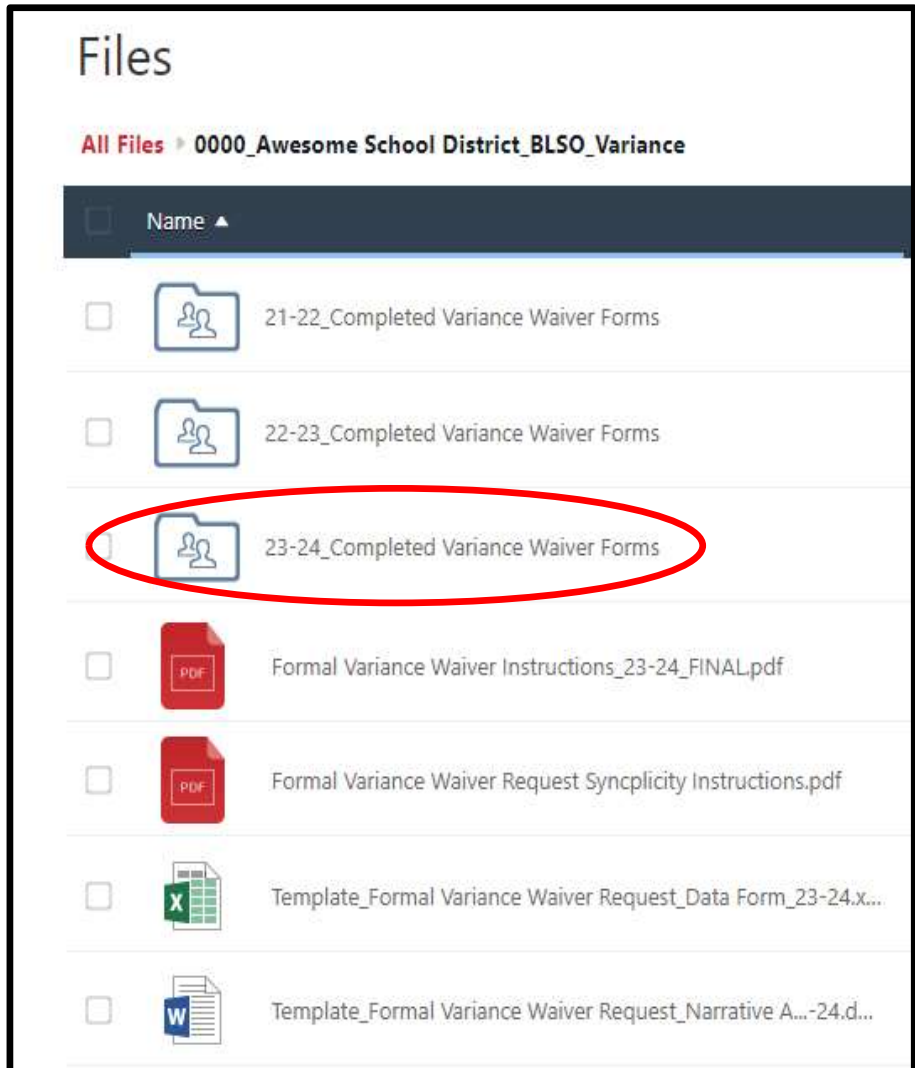 Files
All Files ▸ 0000_Awesome School District_BLSO_Variance
Name ▲
21-22_Completed Variance Waiver Forms
22-23_Completed Variance Waiver Forms
23-24_Completed Variance Waiver Forms
PDF Formal Variance Waiver Instructions_23-24_FINAL.pdf
PDF Formal Variance Waiver Request Syncplicity Instructions.pdf
X Template_Formal Variance Waiver Request_Data Form_23-24.x...
W Template_Formal Variance Waiver Request_Narrative A...-24.d...